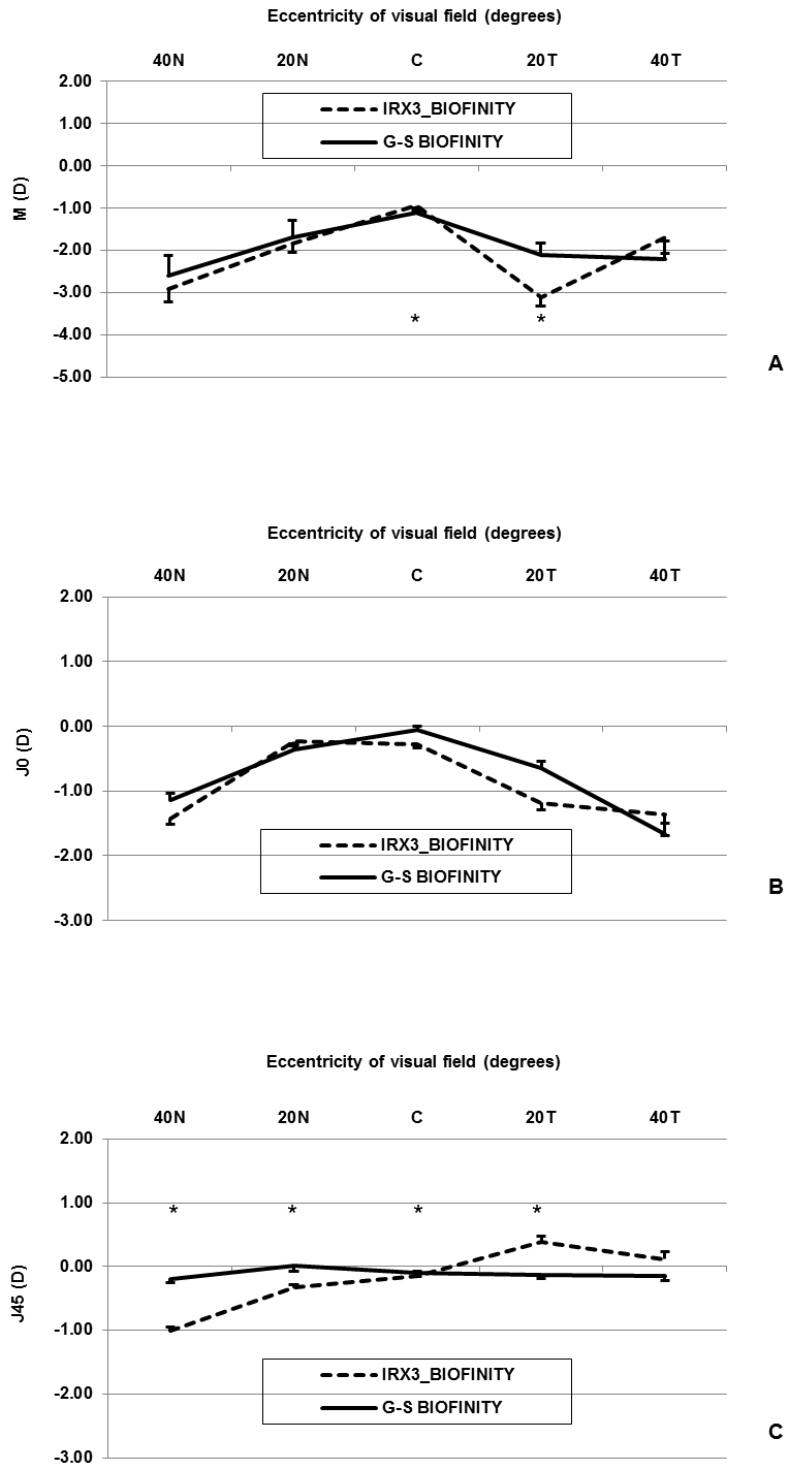 Eccentricity of visual field (degrees)
40N 20N C 20T 40T
2.00
1.00
0.00
-1.00
-2.00
-3.00
-4.00
-5.00
M (D)
IRX3_BIOFINITY
G-S BIOFINITY
* *
A
Eccentricity of visual field (degrees)
40N 20N C 20T 40T
2.00
1.00
0.00
-1.00
-2.00
-3.00
J0 (D)
IRX3_BIOFINITY
G-S BIOFINITY
B
Eccentricity of visual field (degrees)
40N 20N C 20T 40T
2.00
1.00
0.00
-1.00
-2.00
-3.00
J45 (D)
* * * *
IRX3_BIOFINITY
G-S BIOFINITY
C